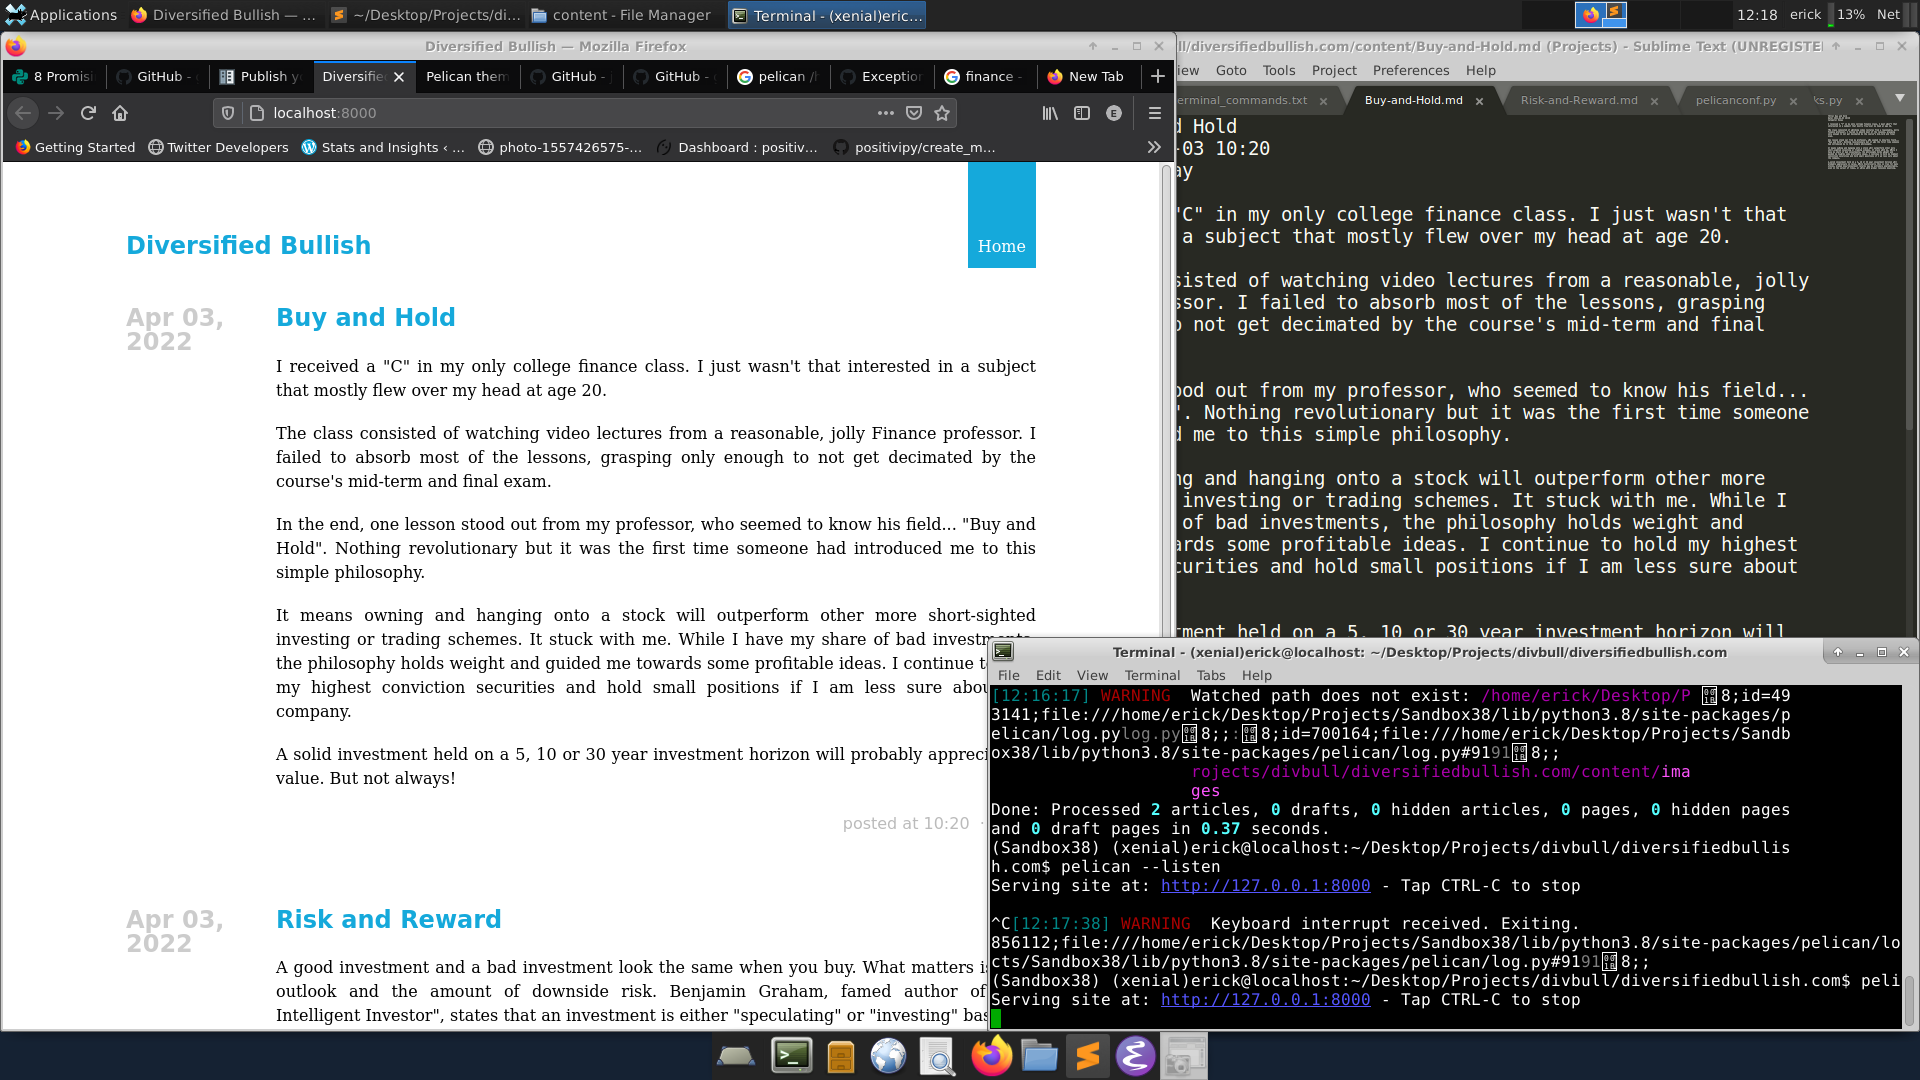 Applications
Diversified Bullish — ...
~/Desktop/Projects/di...
content - File Manager
Terminal - (xenial)eric...
12:18
erick
13%
Net
Diversified Bullish — Mozilla Firefox
8 Promisi
GitHub -
Publish y
Diversifie
Pelican them
GitHub - j
GitHub -
pelican /h
Exception
finance -
New Tab
localhost:8000
Getting Started
Twitter Developers
Stats and Insights ‹ ...
photo-1557426575-...
Dashboard : positiv...
positivipy/create_m...
Diversified Bullish
Home
Apr 03,
2022
Buy and Hold
I received a "C" in my only college finance class. I just wasn't that interested in a subject
that mostly flew over my head at age 20.
The class consisted of watching video lectures from a reasonable, jolly Finance professor. I
failed to absorb most of the lessons, grasping only enough to not get decimated by the
course's mid-term and final exam.
In the end, one lesson stood out from my professor, who seemed to know his field... "Buy and
Hold". Nothing revolutionary but it was the first time someone had introduced me to this
simple philosophy.
It means owning and hanging onto a stock will outperform other more short-sighted
investing or trading schemes. It stuck with me. While I have my share of bad investments,
the philosophy holds weight and guided me towards some profitable ideas. I continue t
my highest conviction securities and hold small positions if I am less sure abou
company.
A solid investment held on a 5, 10 or 30 year investment horizon will probably appreci
value. But not always!
posted at 10:20 ·
Apr 03,
2022
Risk and Reward
A good investment and a bad investment look the same when you buy. What matters is
outlook and the amount of downside risk. Benjamin Graham, famed author of
Intelligent Investor", states that an investment is either "speculating" or "investing" bas
ll/diversifiedbullish.com/content/Buy-and-Hold.md (Projects) - Sublime Text (UNREGISTE
iew
Goto
Tools
Project
Preferences
Help
erminal_commands.txt
Buy-and-Hold.md
Risk-and-Reward.md
pelicanconf.py
ks.py
d Hold
-03 10:20
ay
"C" in my only college finance class. I just wasn't that
a subject that mostly flew over my head at age 20.
sisted of watching video lectures from a reasonable, jolly
ssor. I failed to absorb most of the lessons, grasping
o not get decimated by the course's mid-term and final
ood out from my professor, who seemed to know his field...
". Nothing revolutionary but it was the first time someone
d me to this simple philosophy.
ng and hanging onto a stock will outperform other more
investing or trading schemes. It stuck with me. While I
of bad investments, the philosophy holds weight and
ards some profitable ideas. I continue to hold my highest
curities and hold small positions if I am less sure about
tment held on a 5, 10 or 30 year investment horizon will
Terminal - (xenial)erick@localhost: ~/Desktop/Projects/divbull/diversifiedbullish.com
File
Edit
View
Terminal
Tabs
Help
[12:16:17] WARNING  Watched path does not exist: /home/erick/Desktop/P 8;id=49
3141;file:///home/erick/Desktop/Projects/Sandbox38/lib/python3.8/site-packages/p
elican/log.pylog.py8;;:8;id=700164;file:///home/erick/Desktop/Projects/Sandb
ox38/lib/python3.8/site-packages/pelican/log.py#91918;;
rojects/divbull/diversifiedbullish.com/content/ima
ges
Done: Processed 2 articles, 0 drafts, 0 hidden articles, 0 pages, 0 hidden pages
and 0 draft pages in 0.37 seconds.
(Sandbox38) (xenial)erick@localhost:~/Desktop/Projects/divbull/diversifiedbullis
h.com$ pelican --listen
Serving site at: http://127.0.0.1:8000 - Tap CTRL-C to stop
^C[12:17:38] WARNING  Keyboard interrupt received. Exiting.
856112;file:///home/erick/Desktop/Projects/Sandbox38/lib/python3.8/site-packages/pelican/lo
cts/Sandbox38/lib/python3.8/site-packages/pelican/log.py#91918;;
(Sandbox38) (xenial)erick@localhost:~/Desktop/Projects/divbull/diversifiedbullish.com$ peli
Serving site at: http://127.0.0.1:8000 - Tap CTRL-C to stop